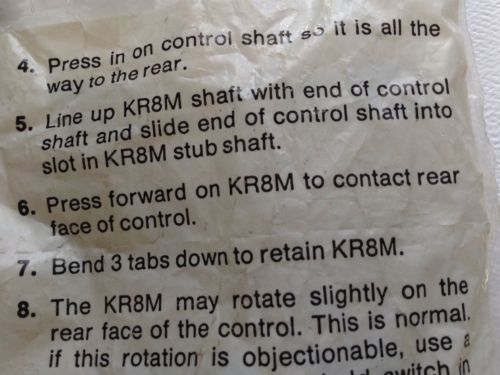 4. Press in on control shaft so it is all the
way to the rear.
5. Line up KR8M shaft with end of control
shaft and slide end of control shaft into
slot in KR8M stub shaft.
6. Press forward on KR8M to contact rear
face of control.
7. Bend 3 tabs down to retain KR8M.
8. The KR8M may rotate slightly on the
rear face of the control. This is normal.
if this rotation is objectionable, use a
switch in